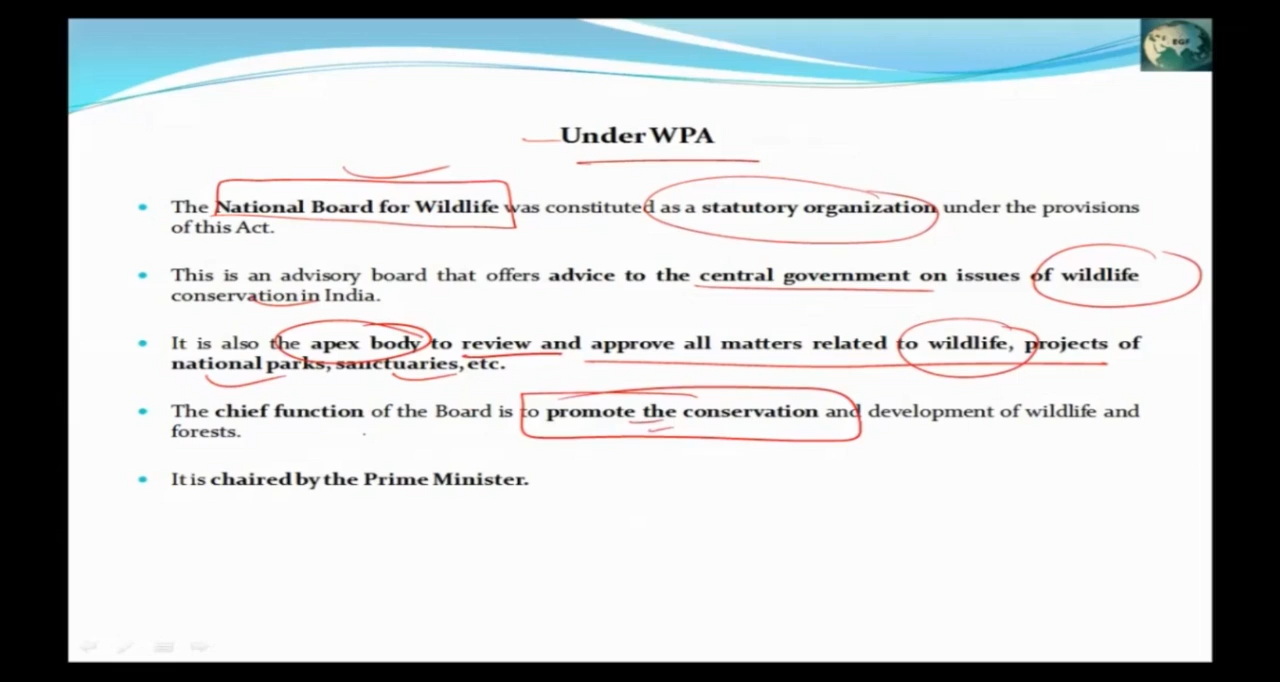 EGF
Under WPA
• The National Board for Wildlife was constituted as a statutory organization under the provisions
of this Act.
• This is an advisory board that offers advice to the central government on issues of wildlife
conservation in India.
• It is also the apex body to review and approve all matters related to wildlife, projects of
national parks, sanctuaries, etc.
• The chief function of the Board is to promote the conservation and development of wildlife and
forests.
• It is chaired by the Prime Minister.